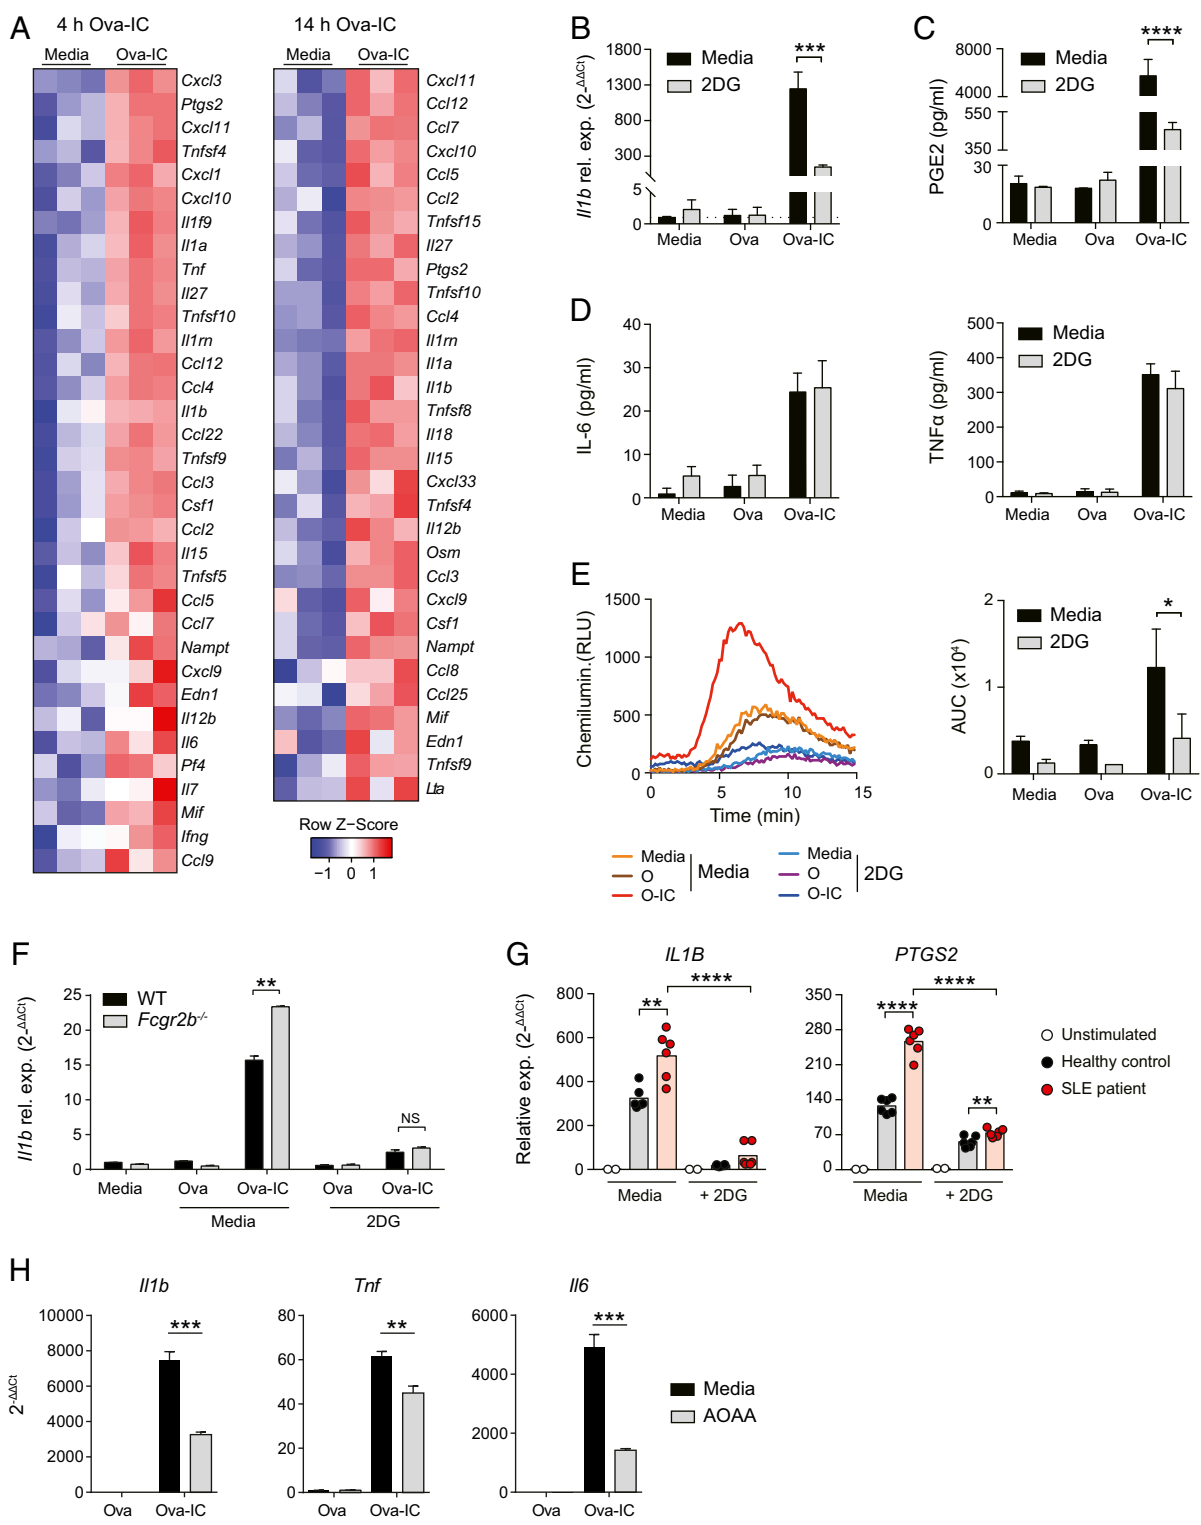 A
4 h Ova-IC
14 h Ova-IC
Media
Ova-IC
Media
Ova-IC
Cxcl3
Ptgs2
Cxcl11
Tnfsf4
Cxcl1
Cxcl10
Il1f9
Il1a
Tnf
Il27
Tnfsf10
Il1rn
Ccl12
Ccl4
Il1b
Ccl22
Tnfsf9
Ccl3
Csf1
Ccl2
Il15
Tnfsf5
Ccl5
Ccl7
Nampt
Cxcl9
Edn1
Il12b
Il6
Pf4
Il7
Mif
Ifng
Ccl9
Cxcl11
Ccl12
Ccl7
Cxcl10
Ccl5
Ccl2
Tnfsf15
Il27
Ptgs2
Tnfsf10
Ccl4
Il1rn
Il1a
Il1b
Tnfsf8
Il18
Il15
Cxcl33
Tnfsf4
Il12b
Osm
Ccl3
Cxcl9
Csf1
Nampt
Ccl8
Ccl25
Mif
Edn1
Tnfsf9
Lta
Row Z−Score
−1 0 1
B
Il1b rel. exp. (2-ΔΔCt)
1800
1300
800
300
5
0
***
Media
2DG
Media
Ova
Ova-IC
C
PGE2 (pg/ml)
8000
4000
550
350
30
0
****
Media
2DG
Media
Ova
Ova-IC
D
IL-6 (pg/ml)
40
30
20
10
0
Media
Ova
Ova-IC
TNFα (pg/ml)
500
400
300
200
100
0
Media
2DG
Media
Ova
Ova-IC
E
Chemilumin.(RLU)
1500
1000
500
0
0 5 10 15
Time (min)
Media
O
O-IC
Media
Media
O
O-IC
2DG
AUC (x10⁴)
2
1
0
Media
2DG
*
Media
Ova
Ova-IC
F
Il1b rel. exp. (2-ΔΔCt)
25
20
15
10
5
0
WT
Fcgr2b-/-
**
NS
Media
Ova
Ova-IC
Ova
Ova-IC
Media
2DG
G
IL1B
Relative exp. (2-ΔΔCt)
800
600
400
200
0
**
****
Media
+ 2DG
PTGS2
350
280
210
140
70
0
****
****
**
Media
+ 2DG
Unstimulated
Healthy control
SLE patient
H
2-ΔΔCt
Il1b
10000
8000
6000
4000
2000
0
***
Ova
Ova-IC
Tnf
80
60
40
20
0
**
Ova
Ova-IC
Il6
6000
4000
2000
0
***
Ova
Ova-IC
Media
AOAA